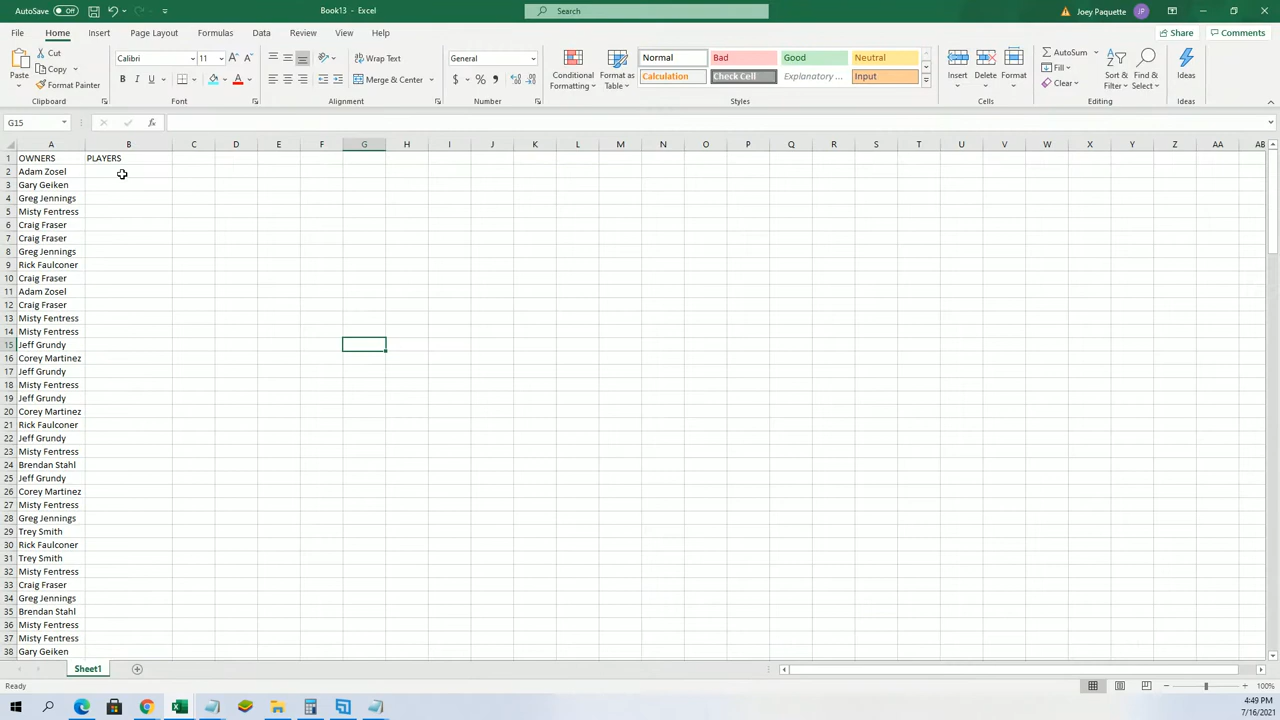 AutoSave Off Book13 - Excel Search Joey Paquette JP
File Home Insert Page Layout Formulas Data Review View Help Share Comments
Paste Cut Copy Format Painter Clipboard
Calibri 11 B I U A Font
Wrap Text Merge & Center Alignment
General $ % Number
Conditional Formatting Format as Table
Normal Bad Good Neutral
Calculation Check Cell Explanatory ... Input
Styles
Insert Delete Format Cells
AutoSum Fill Clear Sort & Filter Find & Select Editing
Ideas Ideas
G15 fx
A B C D E F G H I J K L M N O P Q R S T U V W X Y Z AA AB
1 OWNERS PLAYERS
2 Adam Zosel
3 Gary Geiken
4 Greg Jennings
5 Misty Fentress
6 Craig Fraser
7 Craig Fraser
8 Greg Jennings
9 Rick Faulconer
10 Craig Fraser
11 Adam Zosel
12 Craig Fraser
13 Misty Fentress
14 Misty Fentress
15 Jeff Grundy
16 Corey Martinez
17 Jeff Grundy
18 Misty Fentress
19 Jeff Grundy
20 Corey Martinez
21 Rick Faulconer
22 Jeff Grundy
23 Misty Fentress
24 Brendan Stahl
25 Jeff Grundy
26 Corey Martinez
27 Misty Fentress
28 Greg Jennings
29 Trey Smith
30 Rick Faulconer
31 Trey Smith
32 Misty Fentress
33 Craig Fraser
34 Greg Jennings
35 Brendan Stahl
36 Misty Fentress
37 Misty Fentress
38 Gary Geiken
Sheet1
Ready 100%
4:49 PM
7/16/2021